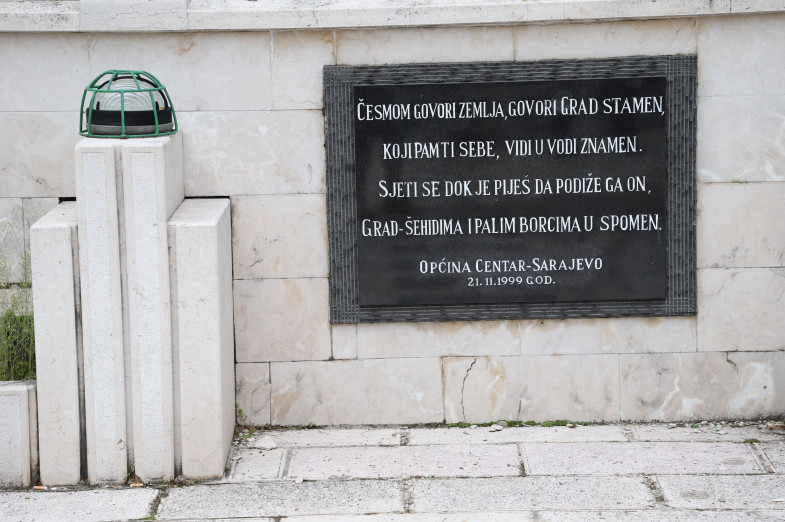 ČESMOM GOVORI ZEMLJA, GOVORI GRAD STAMEN,
KOJI PAMTI SEBE, VIDI U VODI ZNAMEN.
SJETI SE DOK JE PIJEŠ DA PODIŽE GA ON,
GRAD-ŠEHIDIMA I PALIM BORCIMA U SPOMEN.
OPĆINA CENTAR-SARAJEVO
21.11.1999 GOD.